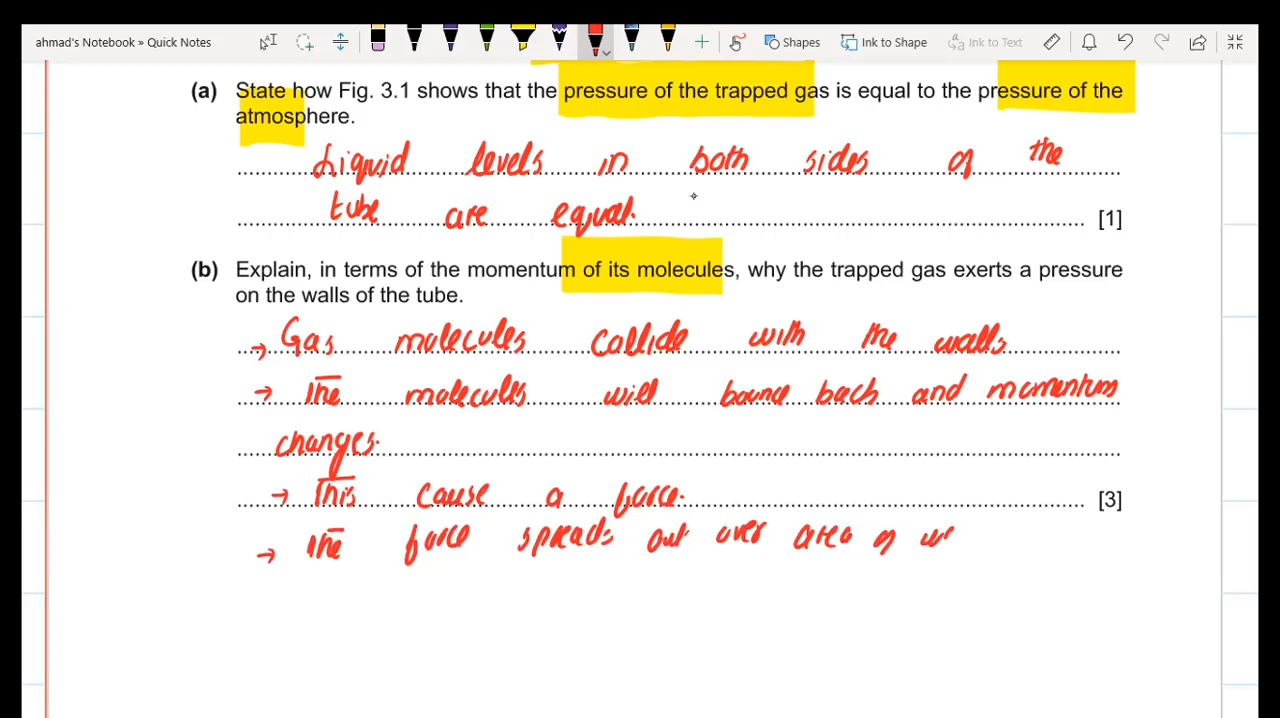 ahmad's Notebook » Quick Notes
Shapes
Ink to Shape
Ink to Text
(a) State how Fig. 3.1 shows that the pressure of the trapped gas is equal to the pressure of the
atmosphere.
Liquid levels in both sides of the
tube are equal. [1]
(b) Explain, in terms of the momentum of its molecules, why the trapped gas exerts a pressure
on the walls of the tube.
→ Gas molecules collide with the walls
→ The molecules will bounce back and momentum
changes.
→ This cause a force. [3]
→ The force spreads out over area of